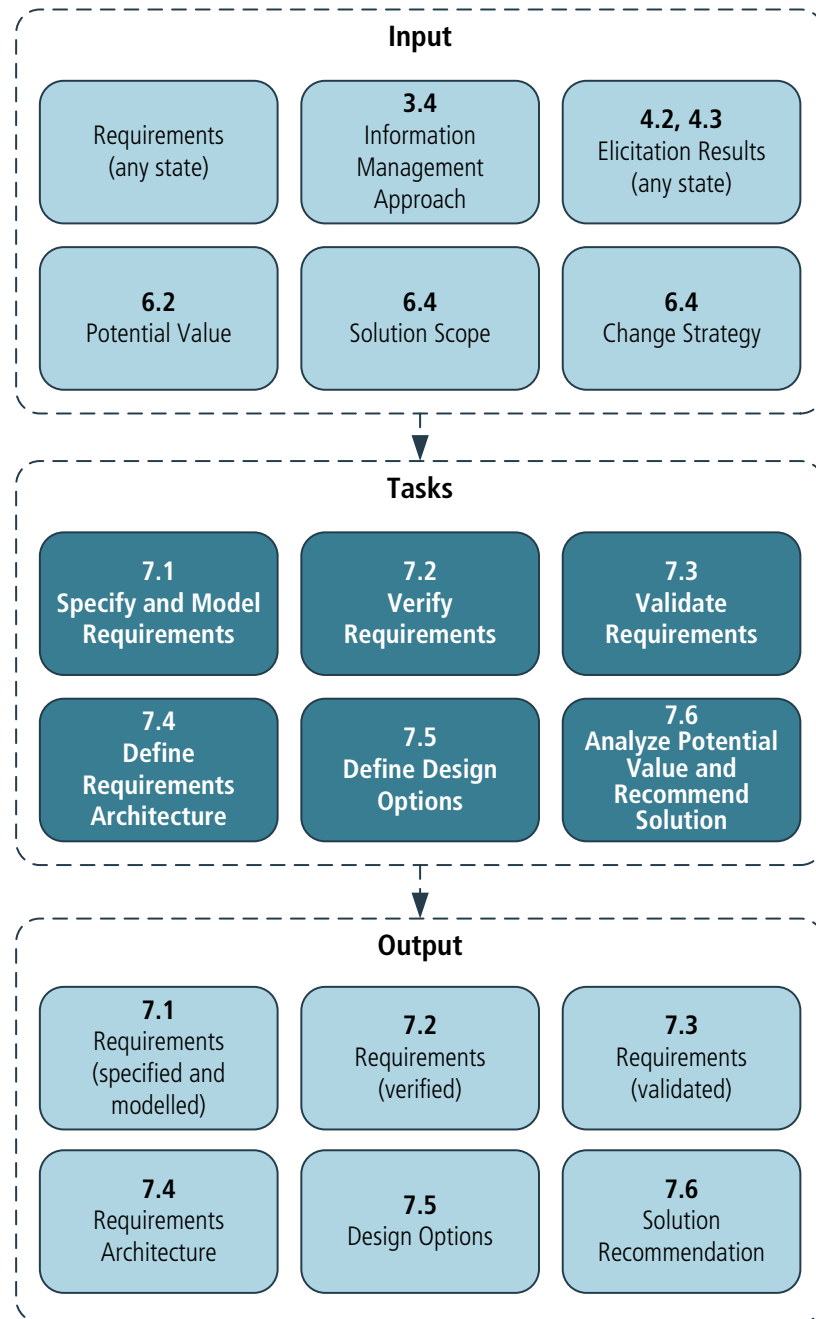 Input
Requirements
(any state)
3.4
Information
Management
Approach
4.2, 4.3
Elicitation Results
(any state)
6.2
Potential Value
6.4
Solution Scope
6.4
Change Strategy
Tasks
7.1
Specify and Model
Requirements
7.2
Verify
Requirements
7.3
Validate
Requirements
7.4
Define
Requirements
Architecture
7.5
Define Design
Options
7.6
Analyze Potential
Value and
Recommend
Solution
Output
7.1
Requirements
(specified and
modelled)
7.2
Requirements
(verified)
7.3
Requirements
(validated)
7.4
Requirements
Architecture
7.5
Design Options
7.6
Solution
Recommendation